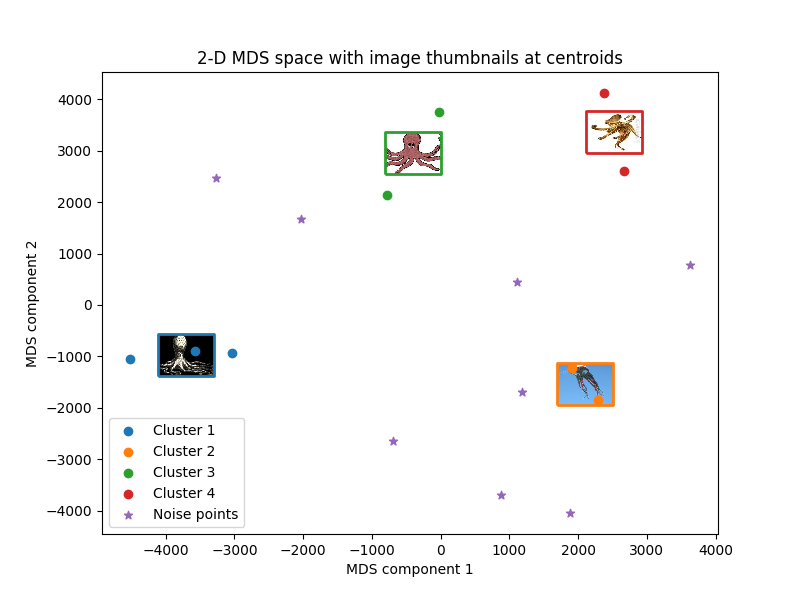 2-D MDS space with image thumbnails at centroids
MDS component 2
4000
3000
2000
1000
0
−1000
−2000
−3000
−4000
Cluster 1
Cluster 2
Cluster 3
Cluster 4
Noise points
−4000 −3000 −2000 −1000 0 1000 2000 3000 4000
MDS component 1